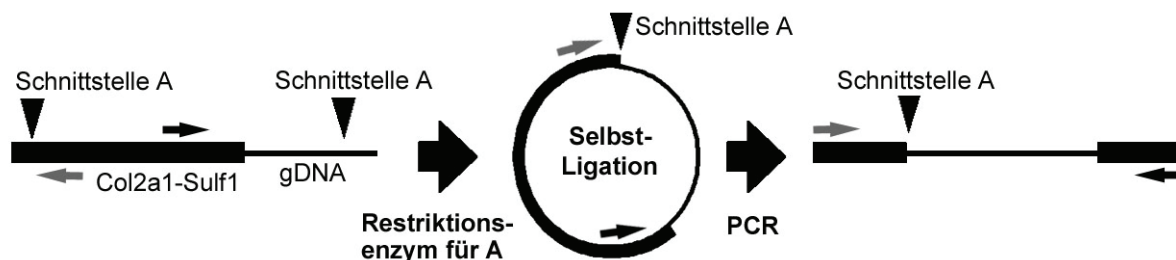 Schnittstelle A
Schnittstelle A
Col2a1-Sulf1
gDNA
Restriktions-
enzym für A
Schnittstelle A
Selbst-
Ligation
PCR
Schnittstelle A